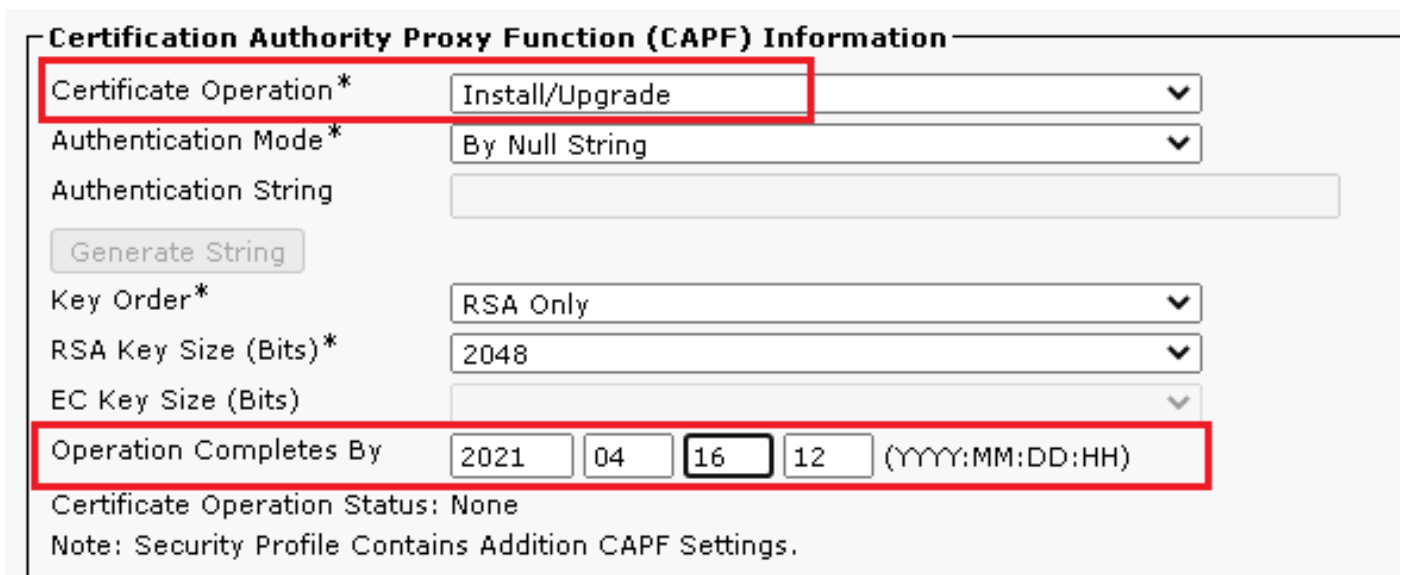 Certification Authority Proxy Function (CAPF) Information
Certificate Operation* Install/Upgrade
Authentication Mode* By Null String
Authentication String
Generate String
Key Order* RSA Only
RSA Key Size (Bits)* 2048
EC Key Size (Bits)
Operation Completes By 2021 04 16 12 (YYYY:MM:DD:HH)
Certificate Operation Status: None
Note: Security Profile Contains Addition CAPF Settings.